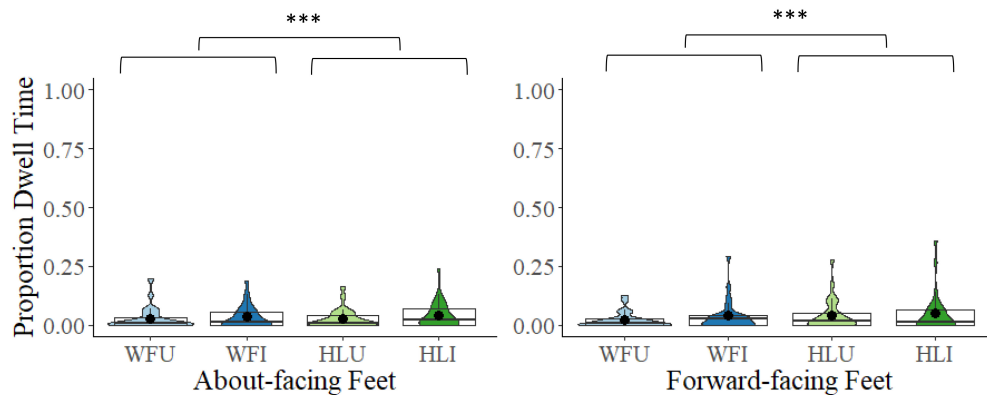 ***
***
Proportion Dwell Time
1.00
0.75
0.50
0.25
0.00
WFU WFI HLU HLI
About-facing Feet
1.00
0.75
0.50
0.25
0.00
WFU WFI HLU HLI
Forward-facing Feet